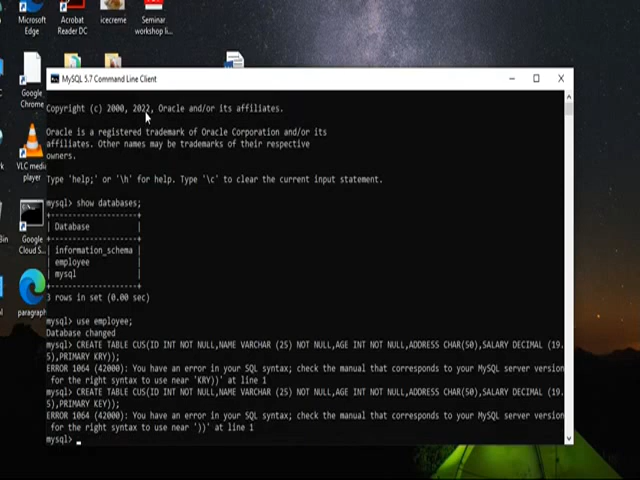 Microsoft
Edge
Acrobat
Reader DC
icecreme
Seminar
workshop li...
Google
Chrome
VLC media
player
Bin
Google
Cloud S...
paragraph
MySQL 5.7 Command Line Client
Copyright (c) 2000, 2022, Oracle and/or its affiliates.
Oracle is a registered trademark of Oracle Corporation and/or its
affiliates. Other names may be trademarks of their respective
owners.
Type 'help;' or '\h' for help. Type '\c' to clear the current input statement.
mysql> show databases;
+--------------------+
| Database           |
+--------------------+
| information_schema |
| employee           |
| mysql              |
+--------------------+
3 rows in set (0.00 sec)
mysql> use employee;
Database changed
mysql> CREATE TABLE CUS(ID INT NOT NULL,NAME VARCHAR (25) NOT NULL,AGE INT NOT NULL,ADDRESS CHAR(50),SALARY DECIMAL (19,
5),PRIMARY KRY));
ERROR 1064 (42000): You have an error in your SQL syntax; check the manual that corresponds to your MySQL server version
for the right syntax to use near 'KRY))' at line 1
mysql> CREATE TABLE CUS(ID INT NOT NULL,NAME VARCHAR (25) NOT NULL,AGE INT NOT NULL,ADDRESS CHAR(50),SALARY DECIMAL (19,
5),PRIMARY KEY));
ERROR 1064 (42000): You have an error in your SQL syntax; check the manual that corresponds to your MySQL server version
for the right syntax to use near '))' at line 1
mysql> _